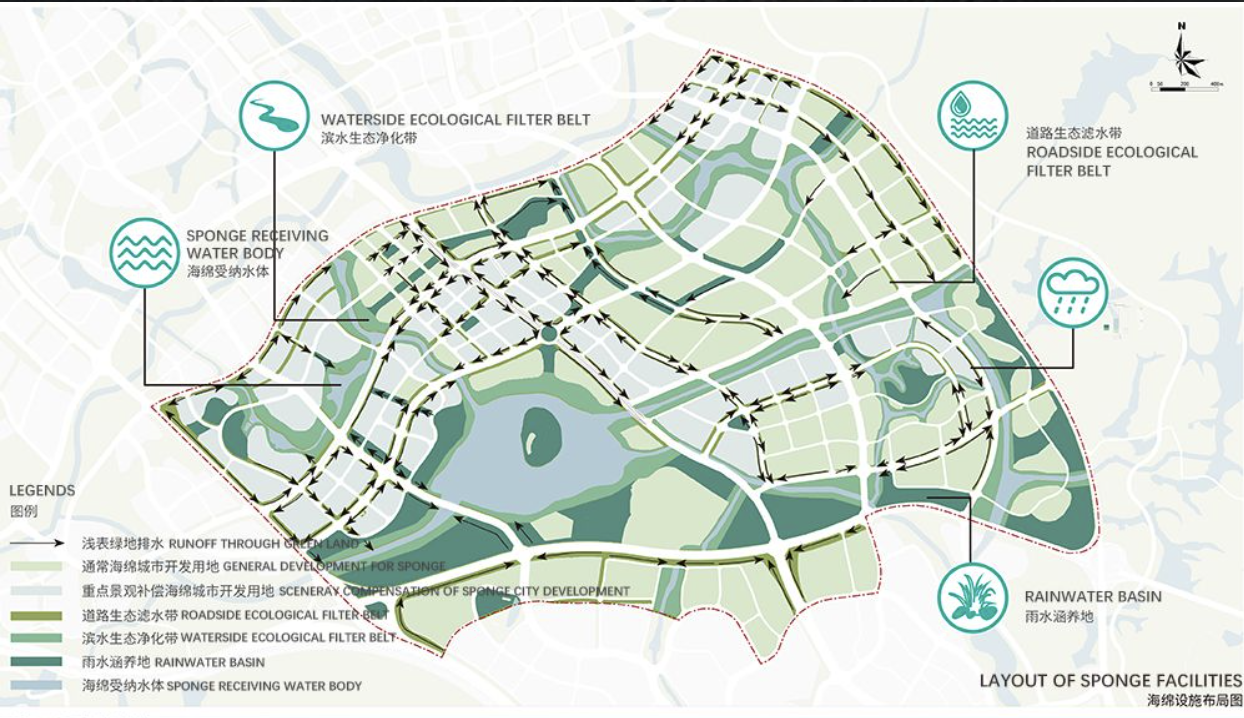 N
0 50 200 400m
WATERSIDE ECOLOGICAL FILTER BELT
滨水生态净化带
道路生态滤水带
ROADSIDE ECOLOGICAL
FILTER BELT
SPONGE RECEIVING
WATER BODY
海绵受纳水体
LEGENDS
图例
浅表绿地排水 RUNOFF THROUGH GREEN LAND
通常海绵城市开发用地 GENERAL DEVELOPMENT FOR SPONGE
重点景观补偿海绵城市开发用地 SCENERAY COMPENSATION OF SPONGE CITY DEVELOPMENT
道路生态滤水带 ROADSIDE ECOLOGICAL FILTER BELT
滨水生态净化带 WATERSIDE ECOLOGICAL FILTER BELT
雨水涵养地 RAINWATER BASIN
海绵受纳水体 SPONGE RECEIVING WATER BODY
RAINWATER BASIN
雨水涵养地
LAYOUT OF SPONGE FACILITIES
海绵设施布局图